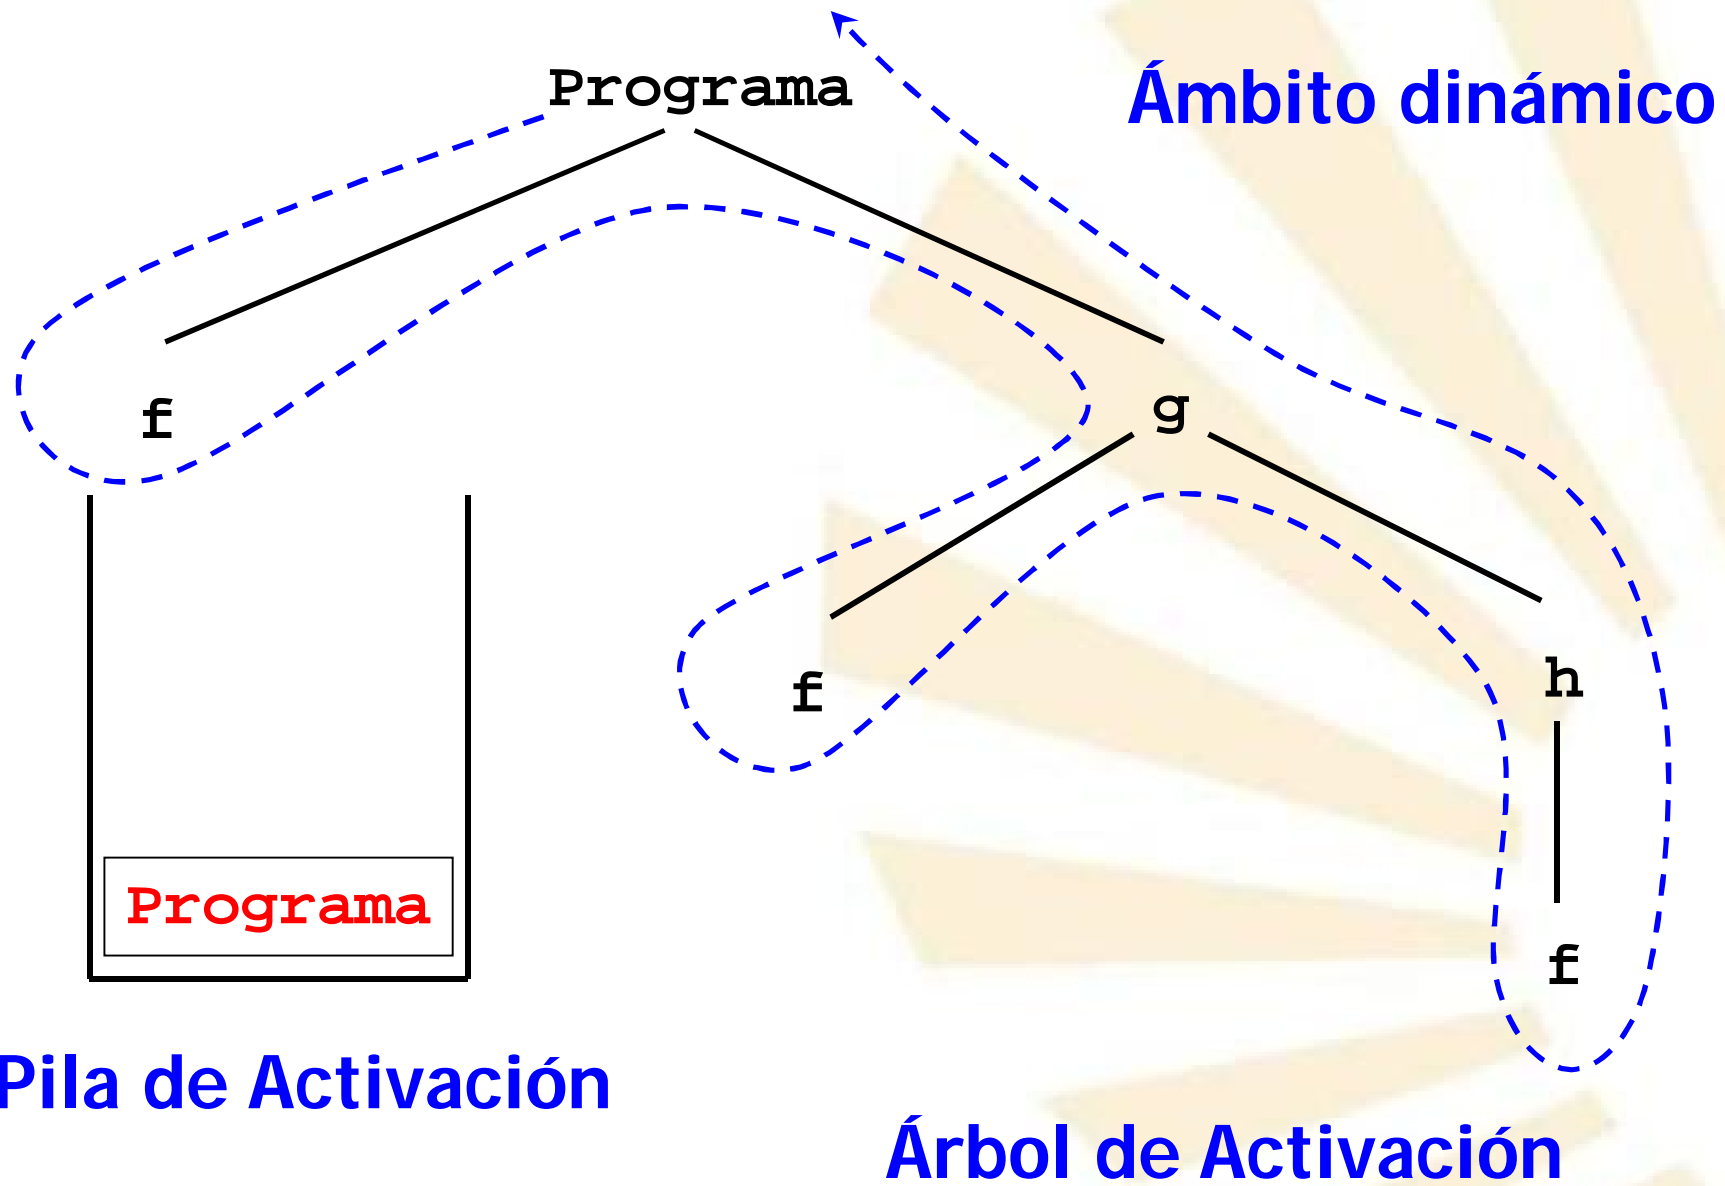 Programa
Ámbito dinámico
f
g
f
h
Programa
f
Pila de Activación
Árbol de Activación